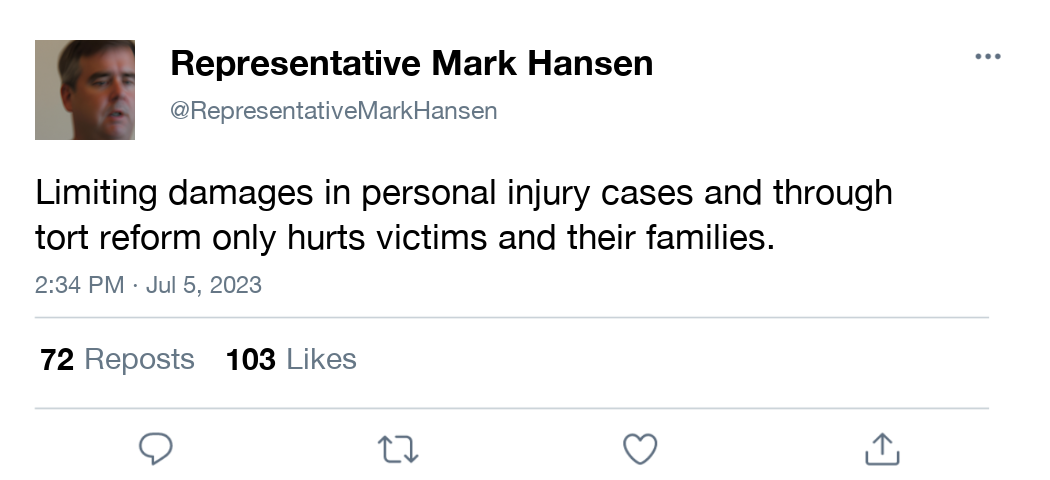 Representative Mark Hansen
@RepresentativeMarkHansen
Limiting damages in personal injury cases and through
tort reform only hurts victims and their families.
2:34 PM · Jul 5, 2023
72 Reposts 103 Likes